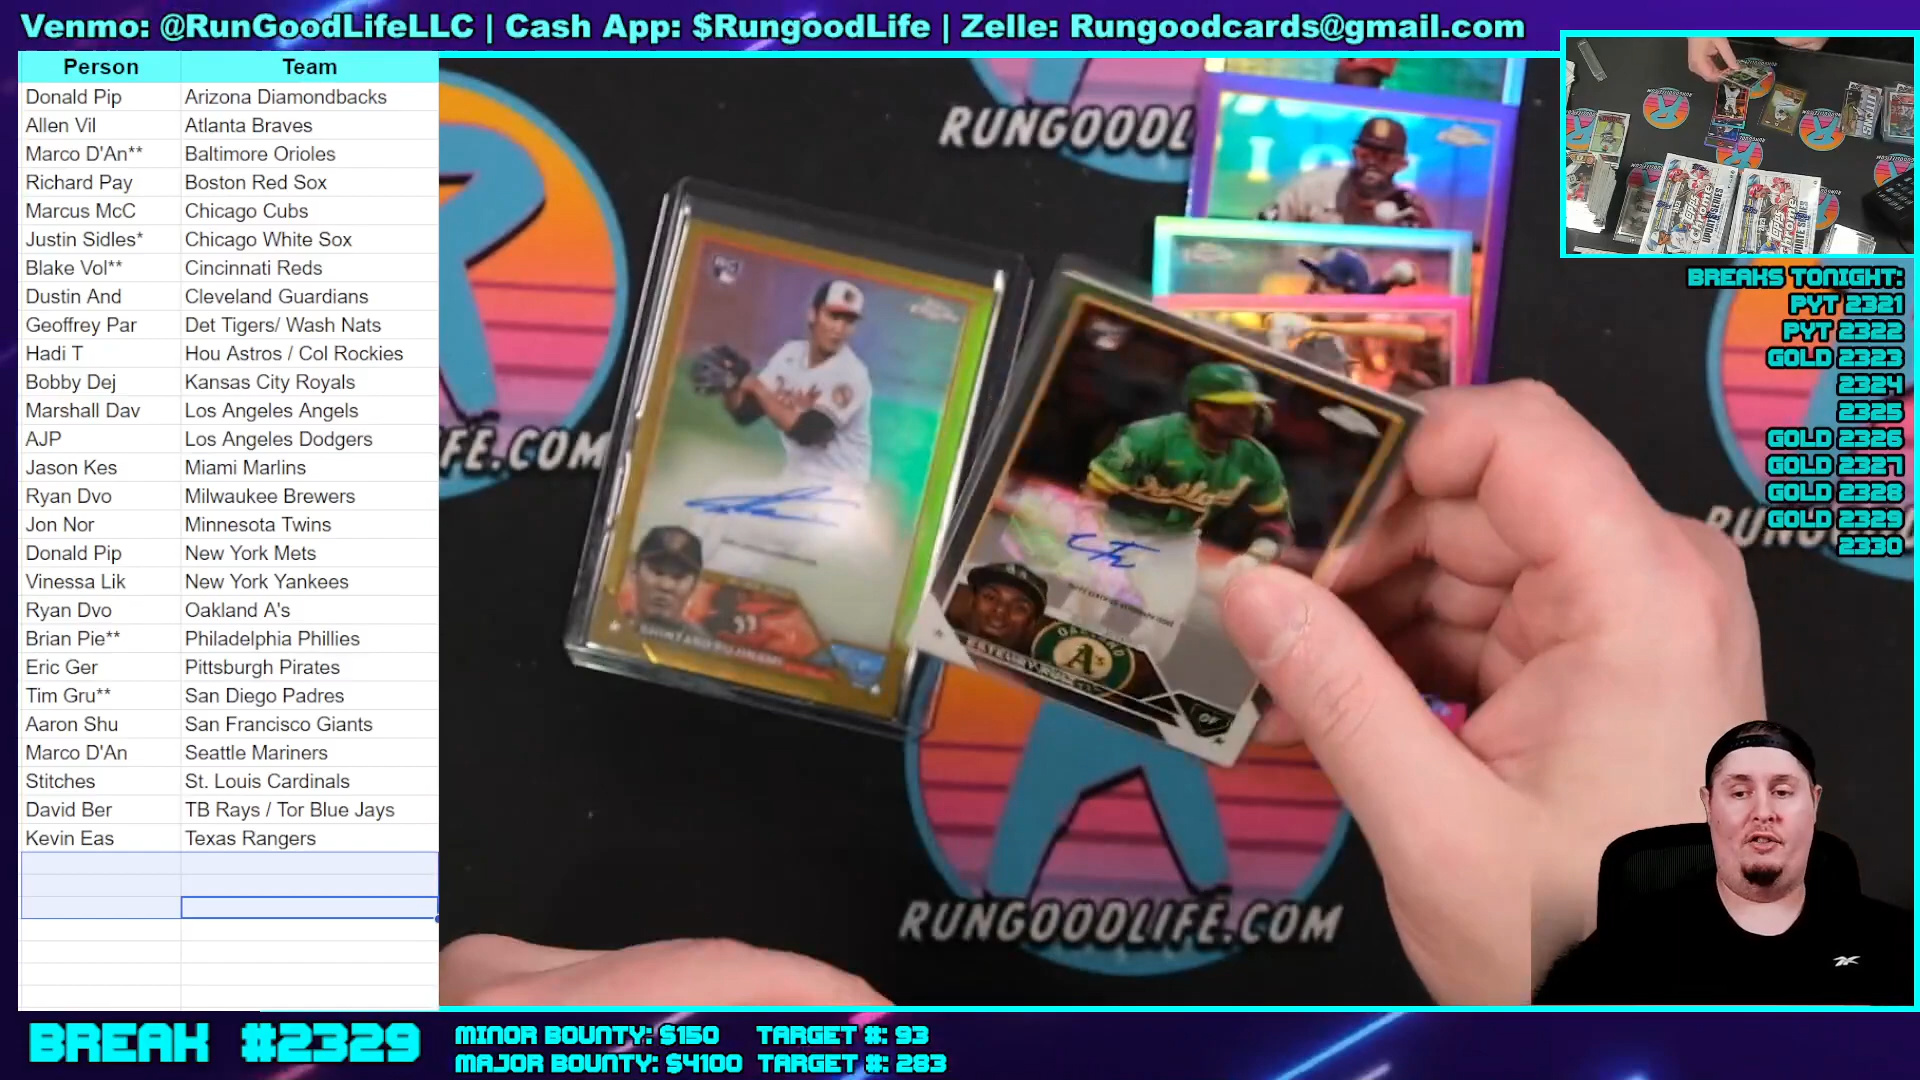 Venmo: @RunGoodLifeLLC | Cash App: $RungoodLife | Zelle: Rungoodcards@gmail.com
Person Team
Donald Pip Arizona Diamondbacks
Allen Vil Atlanta Braves
Marco D'An** Baltimore Orioles
Richard Pay Boston Red Sox
Marcus McC Chicago Cubs
Justin Sidles* Chicago White Sox
Blake Vol** Cincinnati Reds
Dustin And Cleveland Guardians
Geoffrey Par Det Tigers/ Wash Nats
Hadi T Hou Astros / Col Rockies
Bobby Dej Kansas City Royals
Marshall Dav Los Angeles Angels
AJP Los Angeles Dodgers
Jason Kes Miami Marlins
Ryan Dvo Milwaukee Brewers
Jon Nor Minnesota Twins
Donald Pip New York Mets
Vinessa Lik New York Yankees
Ryan Dvo Oakland A's
Brian Pie** Philadelphia Phillies
Eric Ger Pittsburgh Pirates
Tim Gru** San Diego Padres
Aaron Shu San Francisco Giants
Marco D'An Seattle Mariners
Stitches St. Louis Cardinals
David Ber TB Rays / Tor Blue Jays
Kevin Eas Texas Rangers
RUNGOODL
FE.COM
RUNG
RUNGOODLIFE.COM
BREAKS TONIGHT:
PYT 2321
PYT 2322
GOLD 2323
2324
2325
GOLD 2326
GOLD 2327
GOLD 2328
GOLD 2329
2330
BREAK #2329
MINOR BOUNTY: $150 TARGET #: 93
MAJOR BOUNTY: $4100 TARGET #: 283